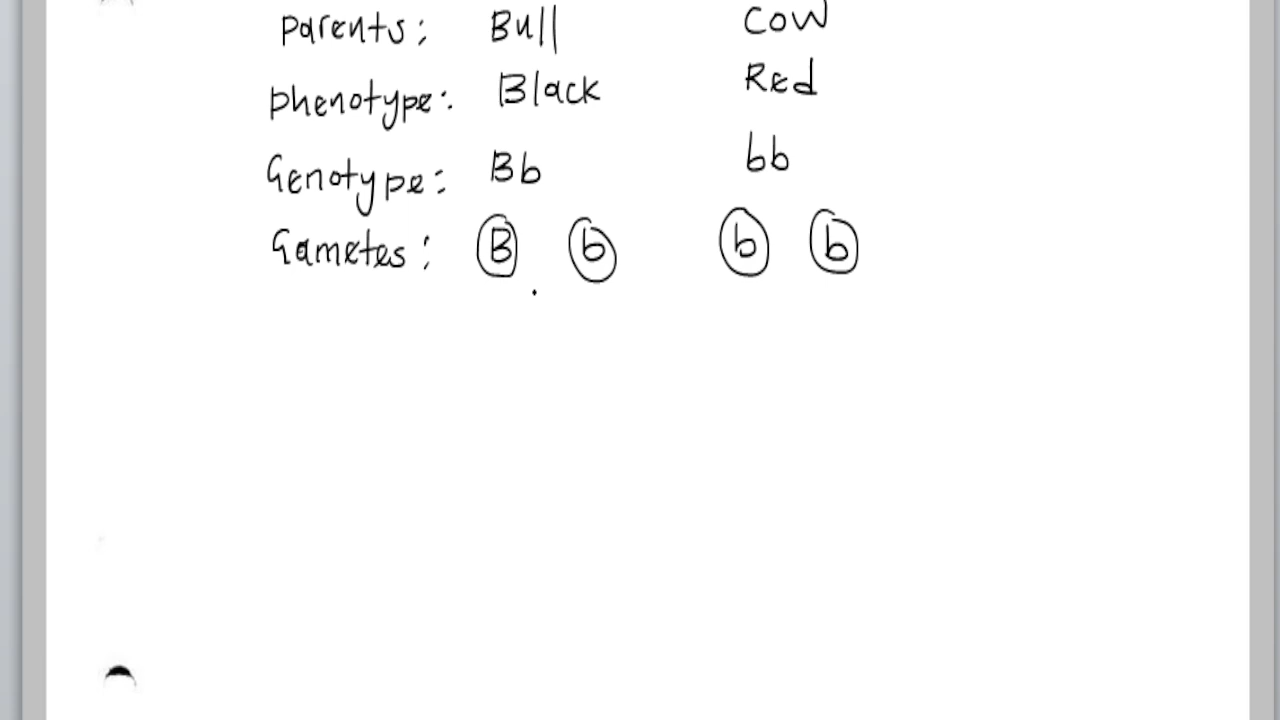 Parents: Bull Cow
Phenotype: Black Red
Genotype: Bb bb
Gametes: B b b b